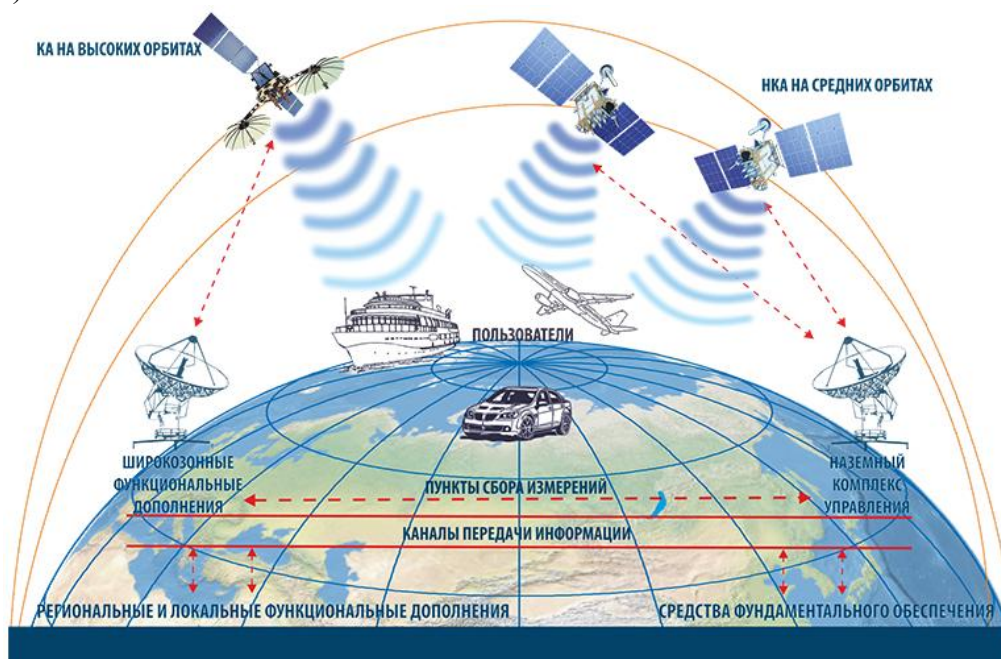 КА НА ВЫСОКИХ ОРБИТАХ
НКА НА СРЕДНИХ ОРБИТАХ
ПОЛЬЗОВАТЕЛИ
ШИРОКОЗОННЫЕ
ФУНКЦИОНАЛЬНЫЕ
ДОПОЛНЕНИЯ
ПУНКТЫ СБОРА ИЗМЕРЕНИЙ
НАЗЕМНЫЙ
КОМПЛЕКС
УПРАВЛЕНИЯ
КАНАЛЫ ПЕРЕДАЧИ ИНФОРМАЦИИ
РЕГИОНАЛЬНЫЕ И ЛОКАЛЬНЫЕ ФУНКЦИОНАЛЬНЫЕ ДОПОЛНЕНИЯ
СРЕДСТВА ФУНДАМЕНТАЛЬНОГО ОБЕСПЕЧЕНИЯ